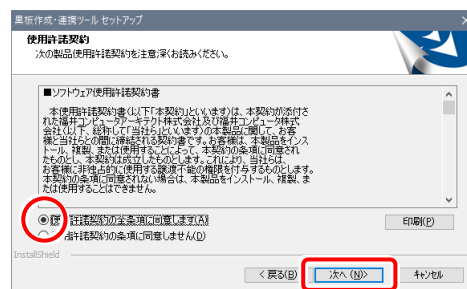 黒板作成・連携ツール セットアップ
使用許諾契約
次の製品使用許諾契約を注意深くお読みください。
■ソフトウェア使用許諾契約書
本使用許諾契約書(以下「本契約」といいます)は、本契約が添付さ
れた福井コンピュータアーキテクト株式会社及び福井コンピュータ株式
会社(以下、総称して「当社ら」といいます)の本製品に関して、お客
様と当社らとの間に締結される契約書です。お客様は、本製品をインス
トール、複製、または使用することによって、本契約に同意され
たものとし、本契約は成立したものとします。これにより、当社らは、
お客様に非独占的に使用する譲渡不能の権限を付与するものとします。
本契約の条項に同意されない場合は、本製品をインストール、複製、ま
たは使用することはできません。
使用許諾契約の全条項に同意します(A)
許諾契約の条項に同意しません(D)
印刷(P)
InstallShield
< 戻る(B)
次へ(N)>
キャンセル